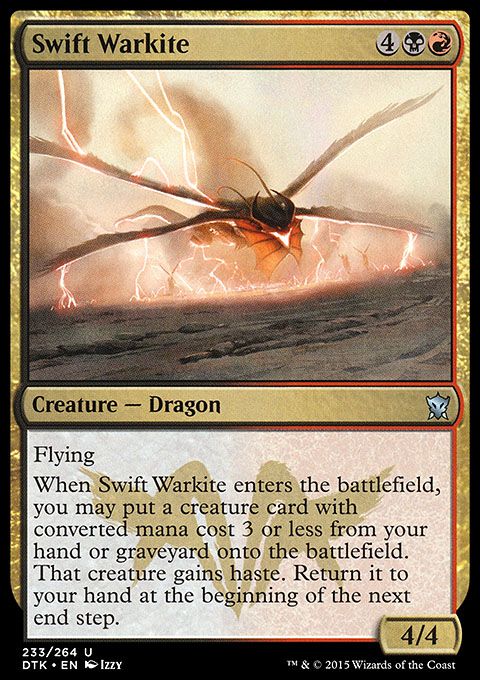 Swift Warkite 4
Creature — Dragon
Flying
When Swift Warkite enters the battlefield,
you may put a creature card with
converted mana cost 3 or less from your
hand or graveyard onto the battlefield.
That creature gains haste. Return it to
your hand at the beginning of the next
end step.
4/4
233/264 U
DTK • EN Izzy
™ & © 2015 Wizards of the Coast